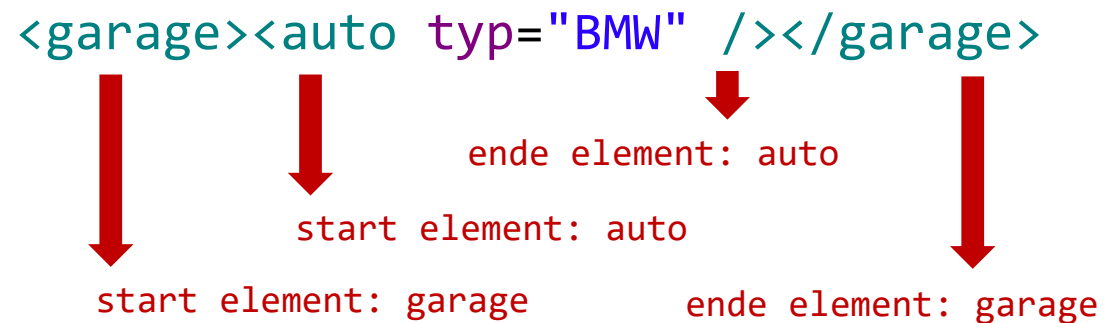 <garage><auto typ="BMW" /></garage>
ende element: auto
start element: auto
start element: garage
ende element: garage